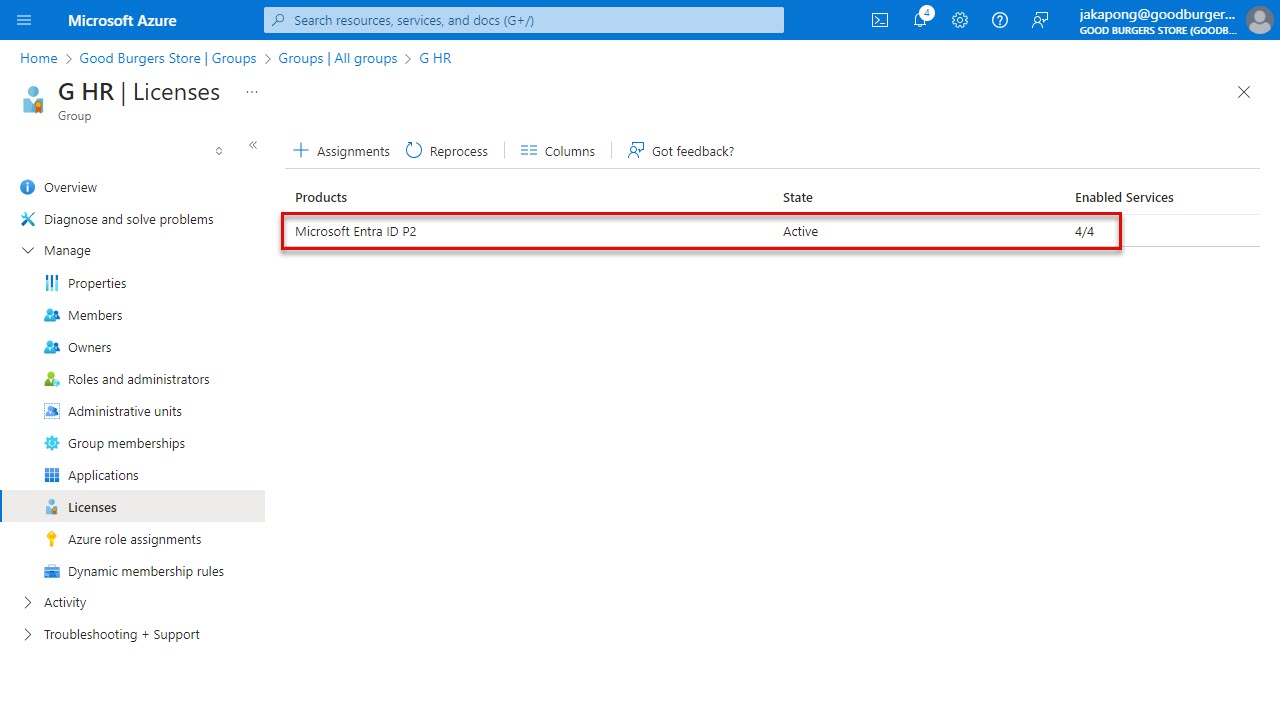 Microsoft Azure
Search resources, services, and docs (G+/)
4
jakapong@goodburger...
GOOD BURGERS STORE (GOODB...
Home > Good Burgers Store | Groups > Groups | All groups > G HR
G HR | Licenses ...
Group
Assignments Reprocess Columns Got feedback?
Overview
Diagnose and solve problems
Manage
Properties
Members
Owners
Roles and administrators
Administrative units
Group memberships
Applications
Licenses
Azure role assignments
Dynamic membership rules
Activity
Troubleshooting + Support
Products State Enabled Services
Microsoft Entra ID P2 Active 4/4